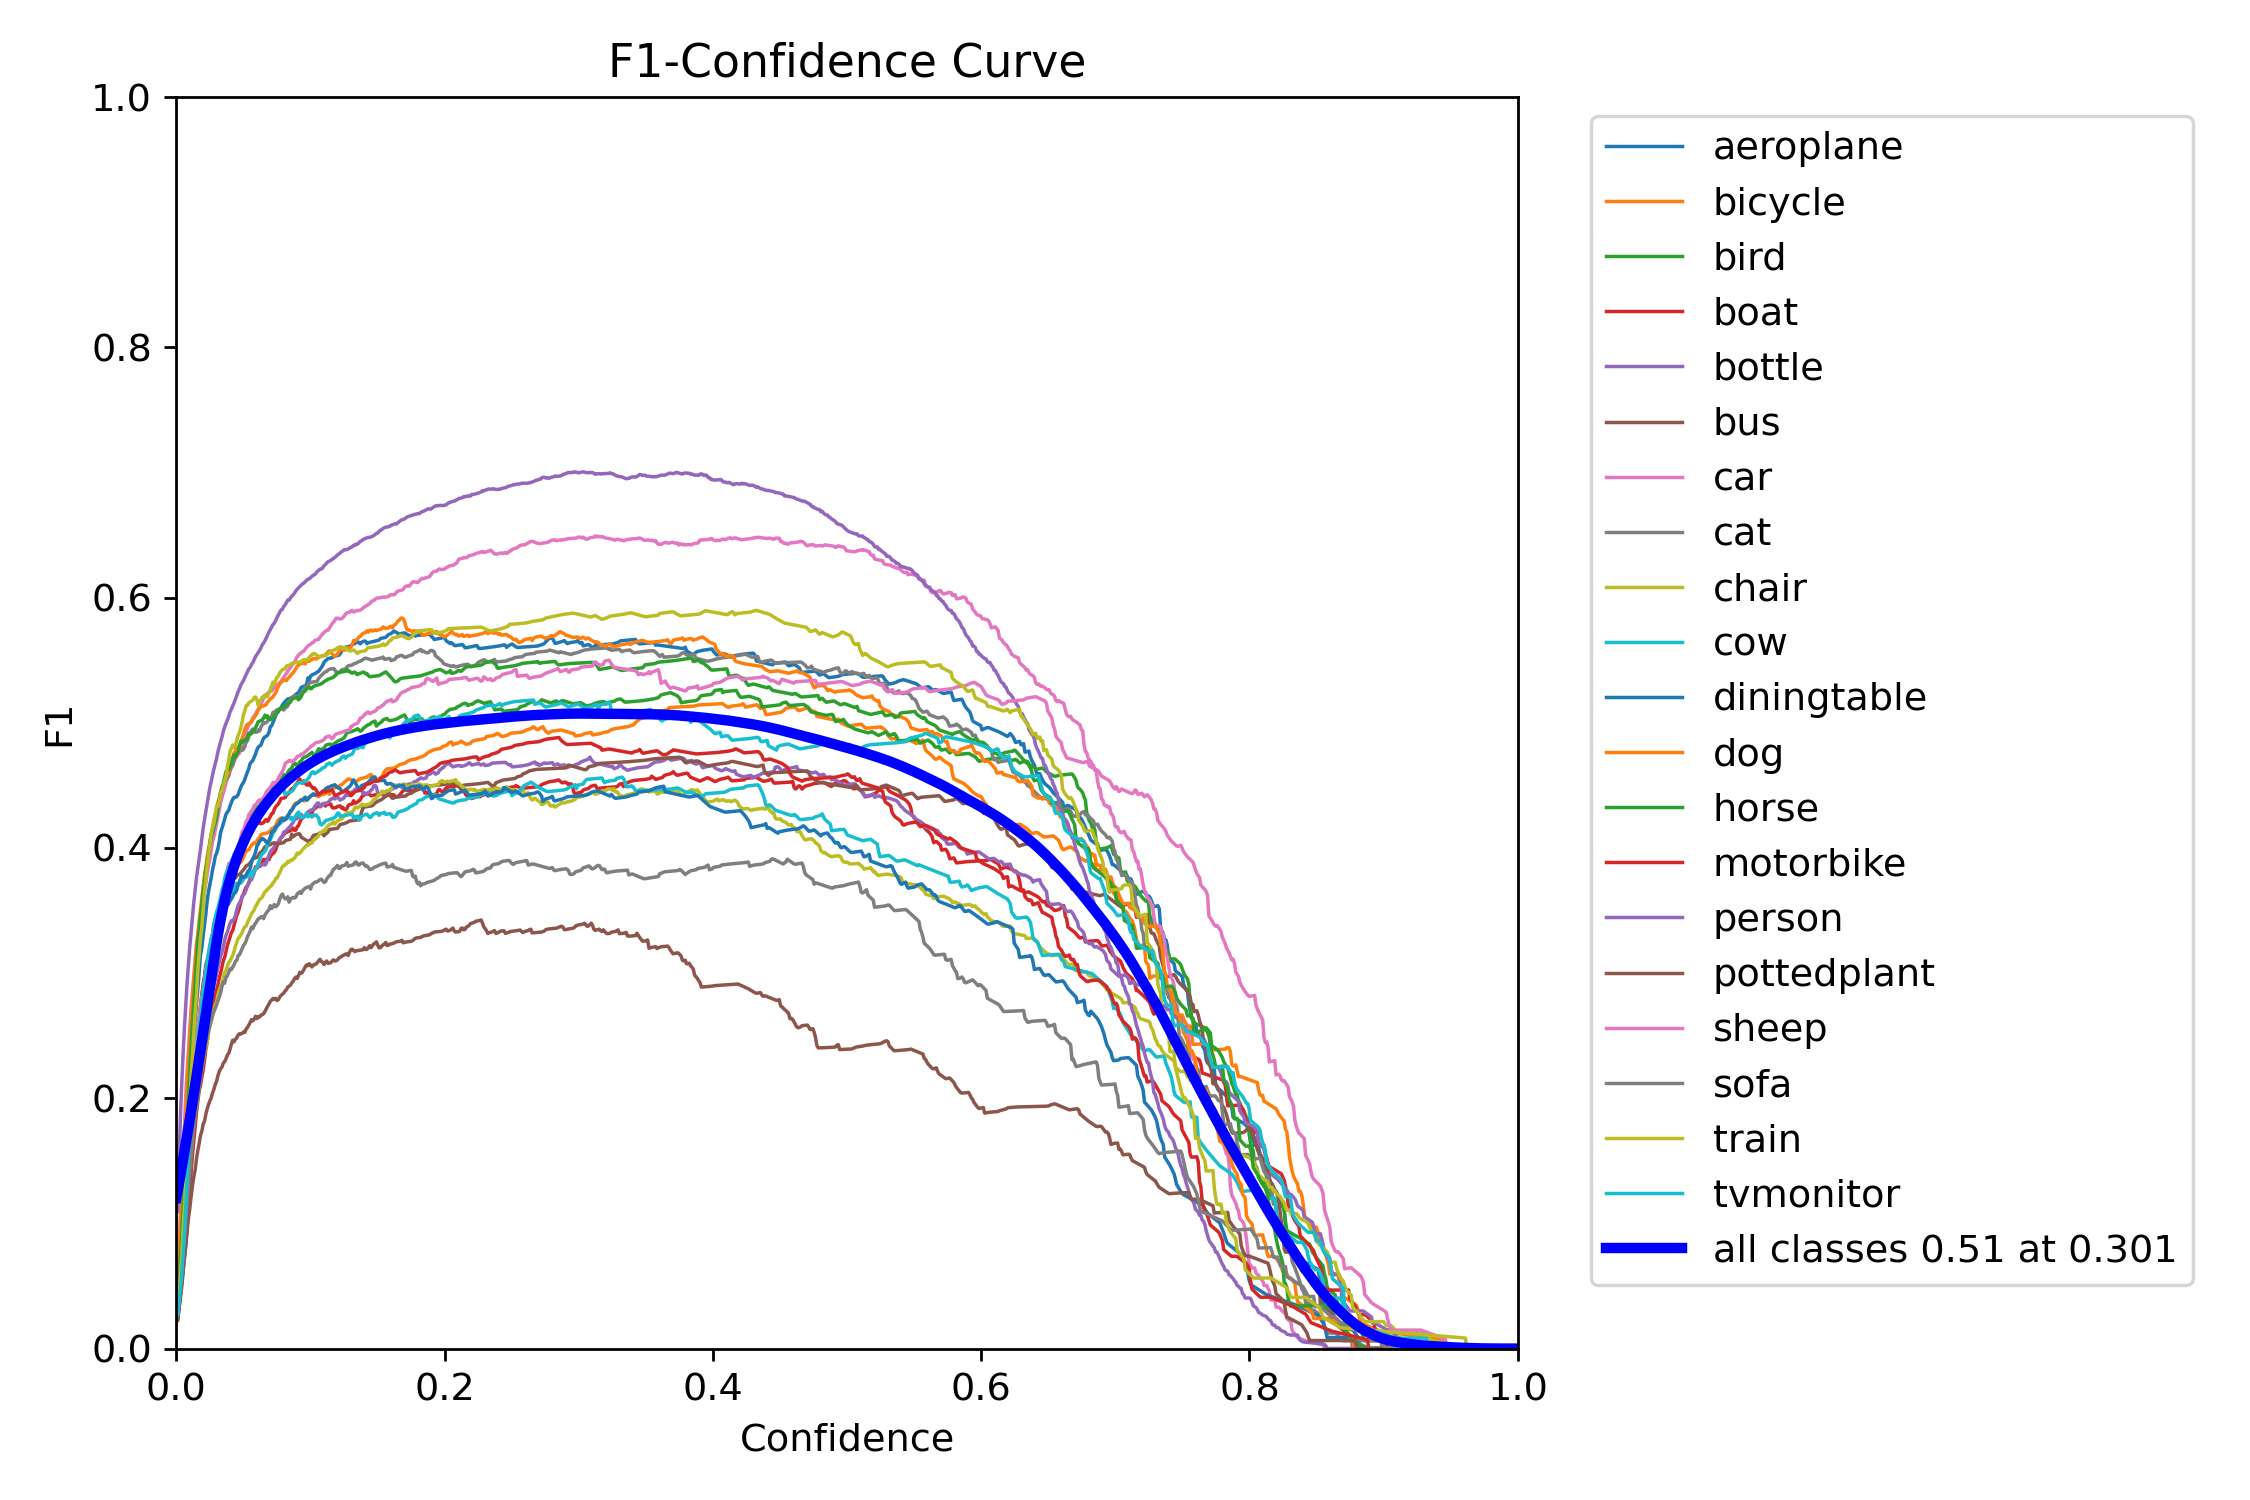 F1-Confidence Curve
1.0
0.8
0.6
0.4
0.2
0.0
F1
0.0 0.2 0.4 0.6 0.8 1.0
Confidence
aeroplane
bicycle
bird
boat
bottle
bus
car
cat
chair
cow
diningtable
dog
horse
motorbike
person
pottedplant
sheep
sofa
train
tvmonitor
all classes 0.51 at 0.301